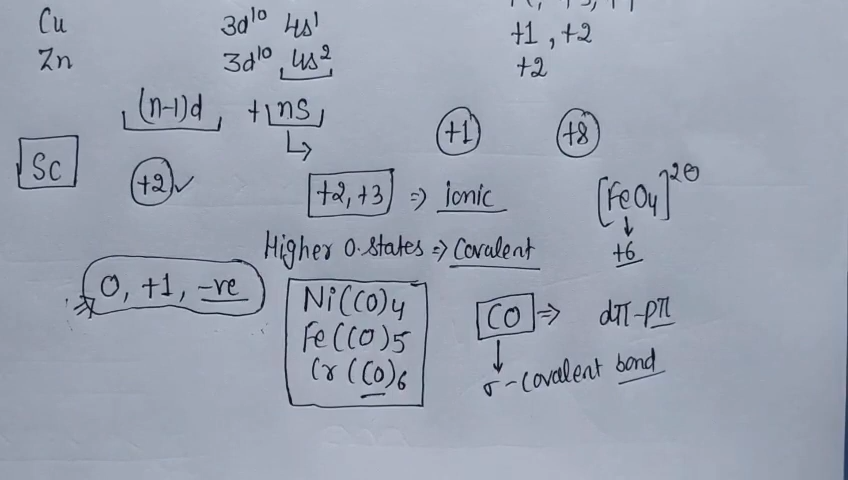 Cu 3d¹⁰ 4s¹ +1, +2
Zn 3d¹⁰ 4s² +2
(n-1)d + ns
+1 +8
Sc
+2 ✓ +2, +3 ⇒ ionic [FeO₄]²⊖
↓
Higher O.states ⇒ Covalent +6
⇒ 0, +1, -ve
Ni(CO)₄
Fe(CO)₅
Cr(CO)₆
CO ⇒ dπ-pπ
↓
σ-covalent bond